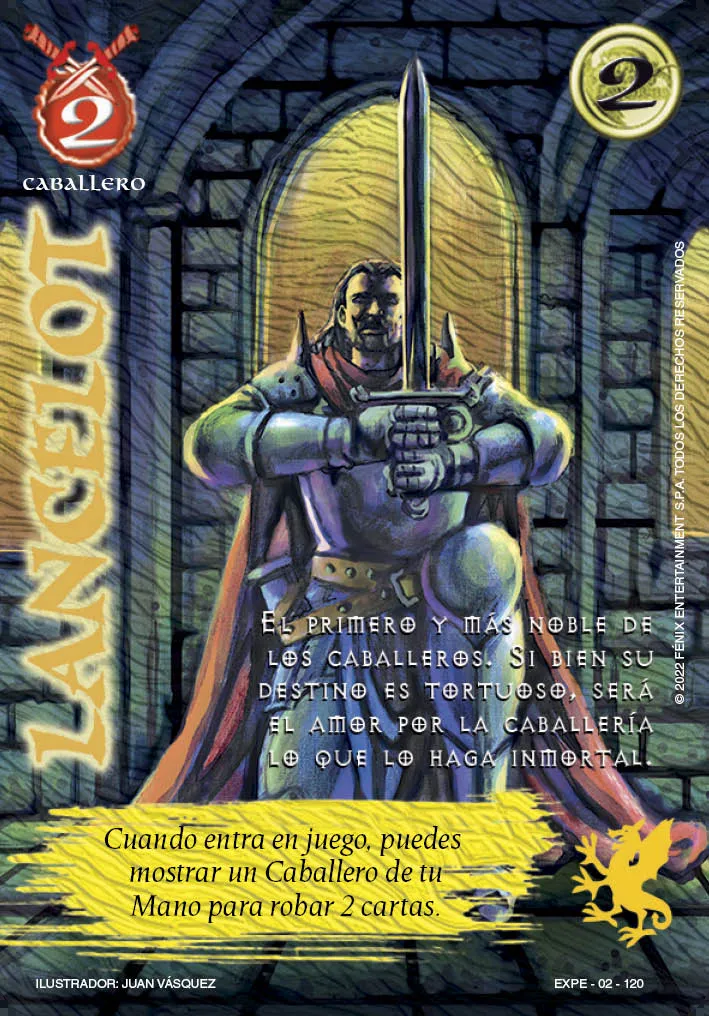 2
2
CABALLERO
LANCELOT
El primero y más noble de
los caballeros. Si bien su
destino es tortuoso, será
el amor por la caballería
lo que lo haga inmortal.
Cuando entra en juego, puedes
mostrar un Caballero de tu
Mano para robar 2 cartas.
© 2022 FÉNIX ENTERTAINMENT S.P.A. TODOS LOS DERECHOS RESERVADOS
ILUSTRADOR: JUAN VÁSQUEZ
EXPE - 02 - 120